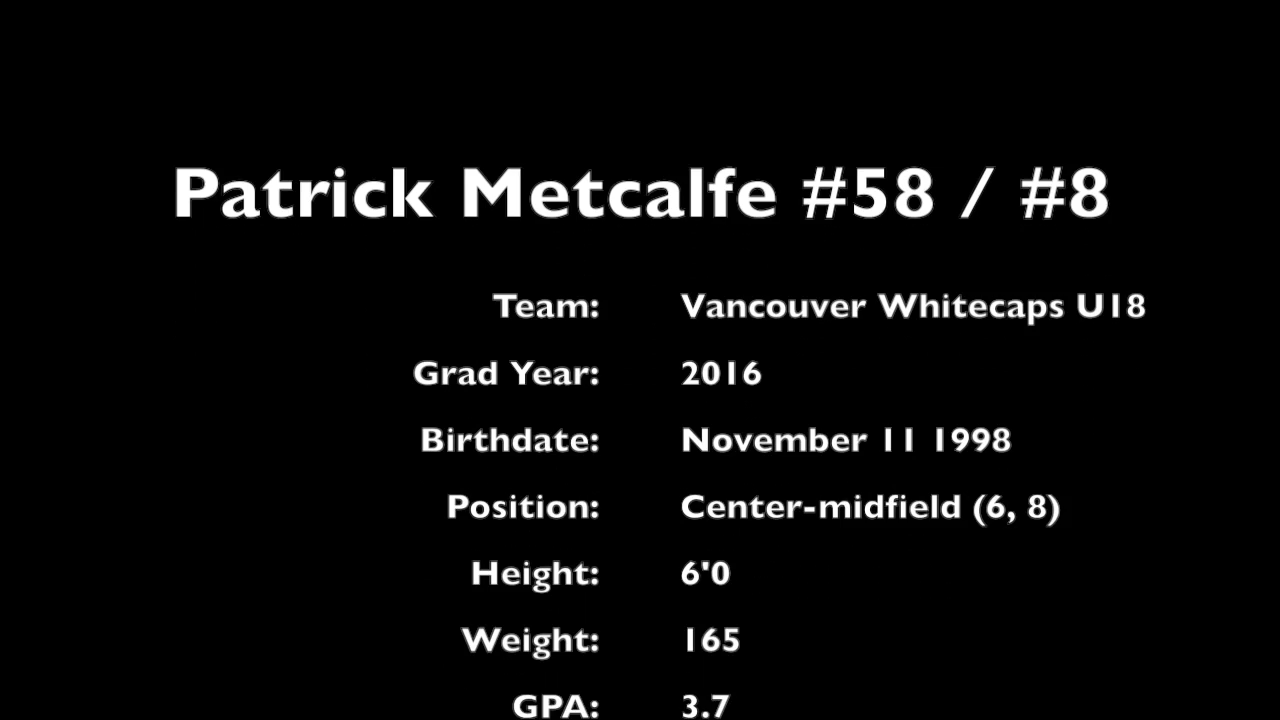 Patrick Metcalfe #58 / #8
Team: Vancouver Whitecaps U18
Grad Year: 2016
Birthdate: November 11 1998
Position: Center-midfield (6, 8)
Height: 6'0
Weight: 165
GPA: 3.7